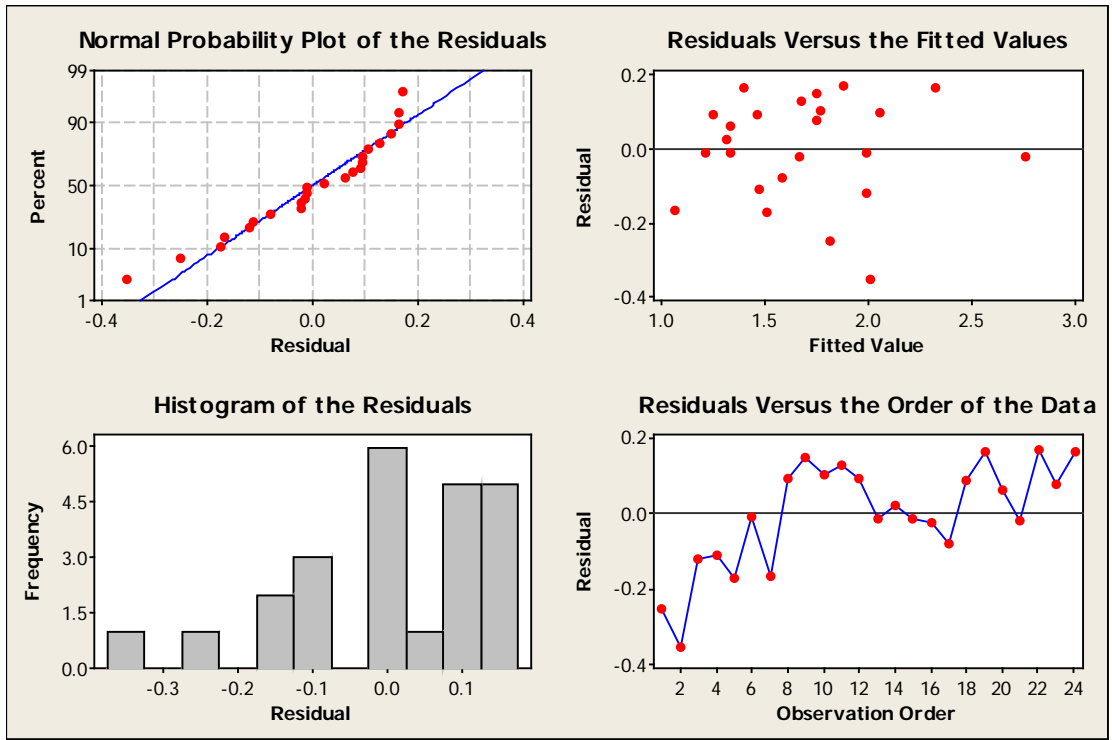 Normal Probability Plot of the Residuals
99
90
50
10
1
Percent
-0.4 -0.2 0.0 0.2 0.4
Residual
Residuals Versus the Fitted Values
0.2
0.0
-0.2
-0.4
Residual
1.0 1.5 2.0 2.5 3.0
Fitted Value
Histogram of the Residuals
6.0
4.5
3.0
1.5
0.0
Frequency
-0.3 -0.2 -0.1 0.0 0.1
Residual
Residuals Versus the Order of the Data
0.2
0.0
-0.2
-0.4
Residual
2 4 6 8 10 12 14 16 18 20 22 24
Observation Order